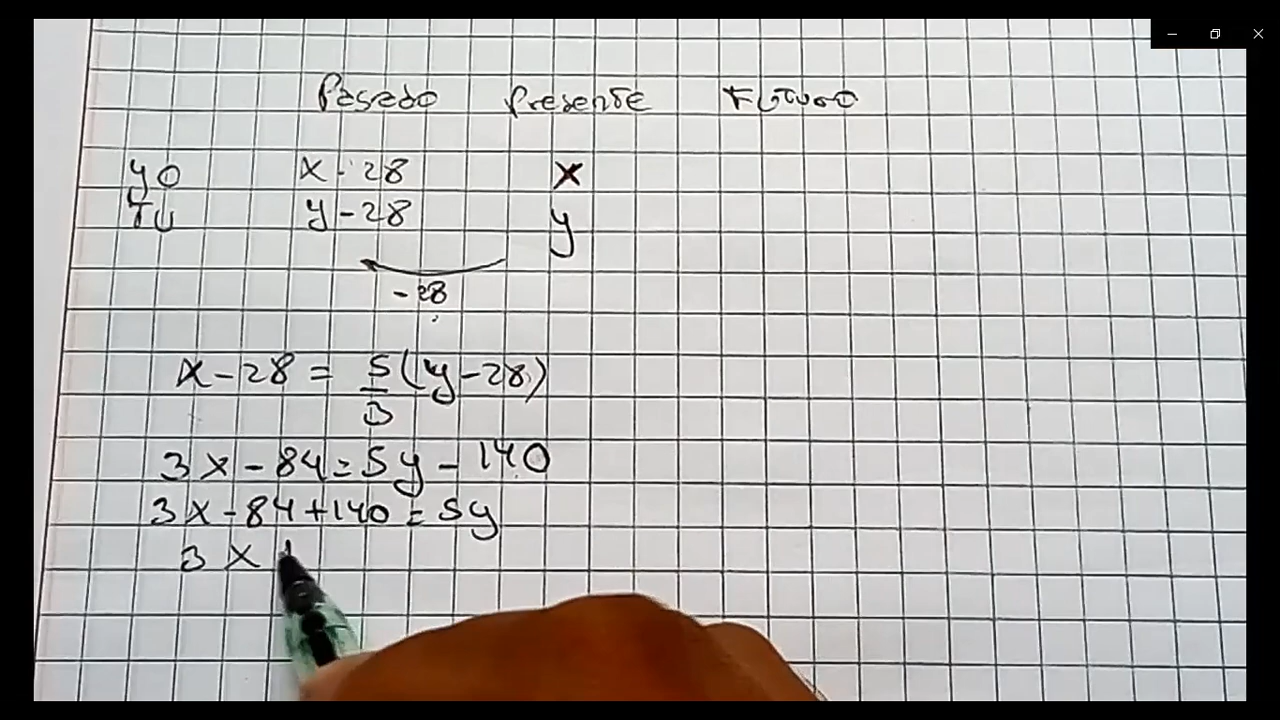 Pasado Presente Futuro
yo x - 28 x
Tu y - 28 y
- 28
x - 28 = 5/3 (y - 28)
3x - 84 = 5y - 140
3x - 84 + 140 = 5y
3x